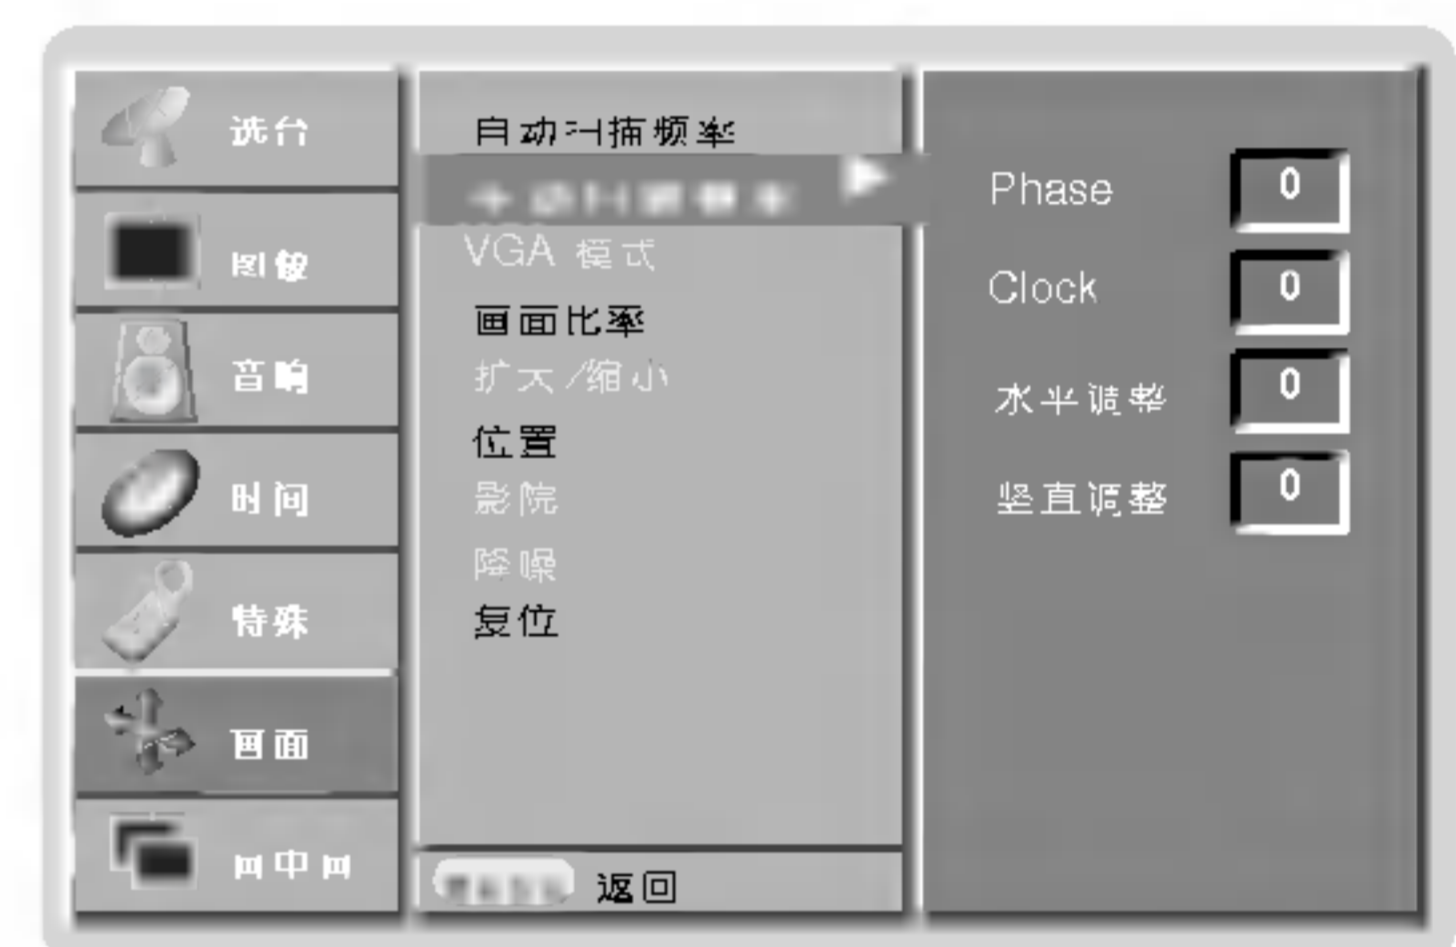 选台
图像
音响
时间
特殊
画面
画中画
自动扫描频率
VGA 模式
画面比率
扩大/缩小
位置
影院
降噪
复位
返回
Phase 0
Clock 0
水平调整 0
竖直调整 0